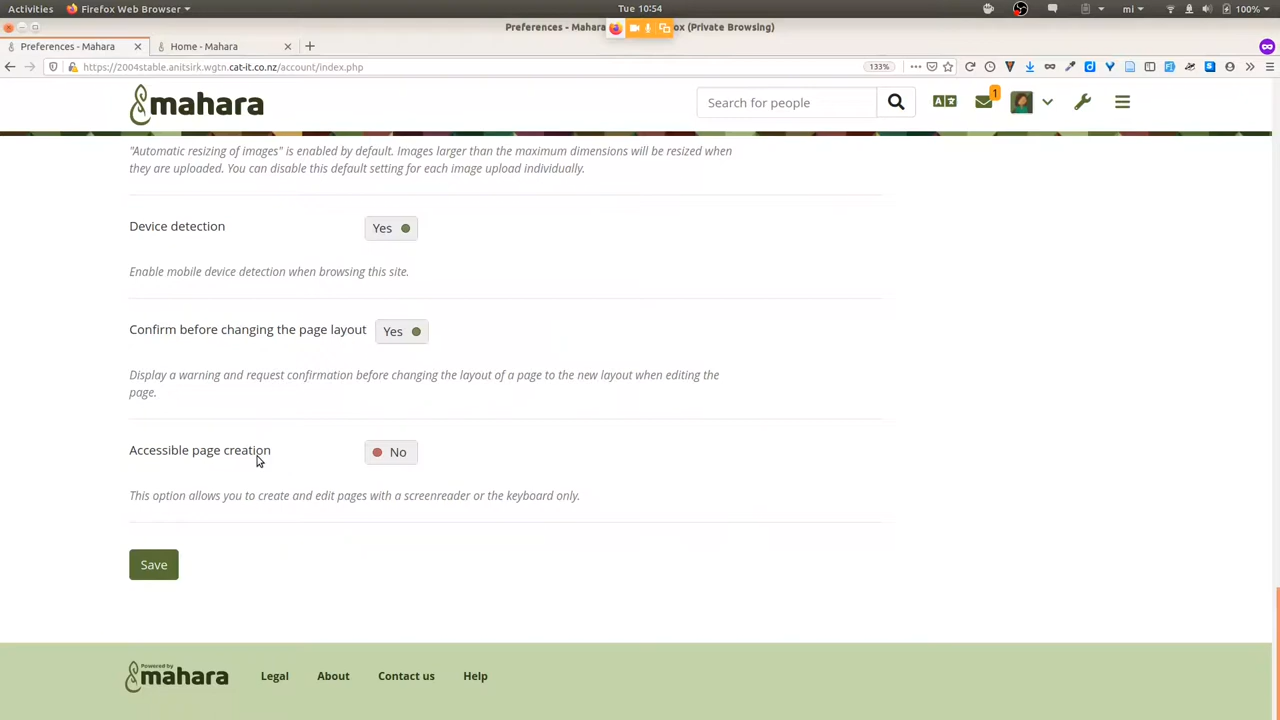 Activities Firefox Web Browser Tue 10:54 mi 100%
Preferences - Mahara ox (Private Browsing)
Preferences - Mahara Home - Mahara
https://2004stable.anitsirk.wgtn.cat-it.co.nz/account/index.php 133%
mahara Search for people 1
"Automatic resizing of images" is enabled by default. Images larger than the maximum dimensions will be resized when
they are uploaded. You can disable this default setting for each image upload individually.
Device detection Yes
Enable mobile device detection when browsing this site.
Confirm before changing the page layout Yes
Display a warning and request confirmation before changing the layout of a page to the new layout when editing the
page.
Accessible page creation No
This option allows you to create and edit pages with a screenreader or the keyboard only.
Save
Powered by
mahara Legal About Contact us Help